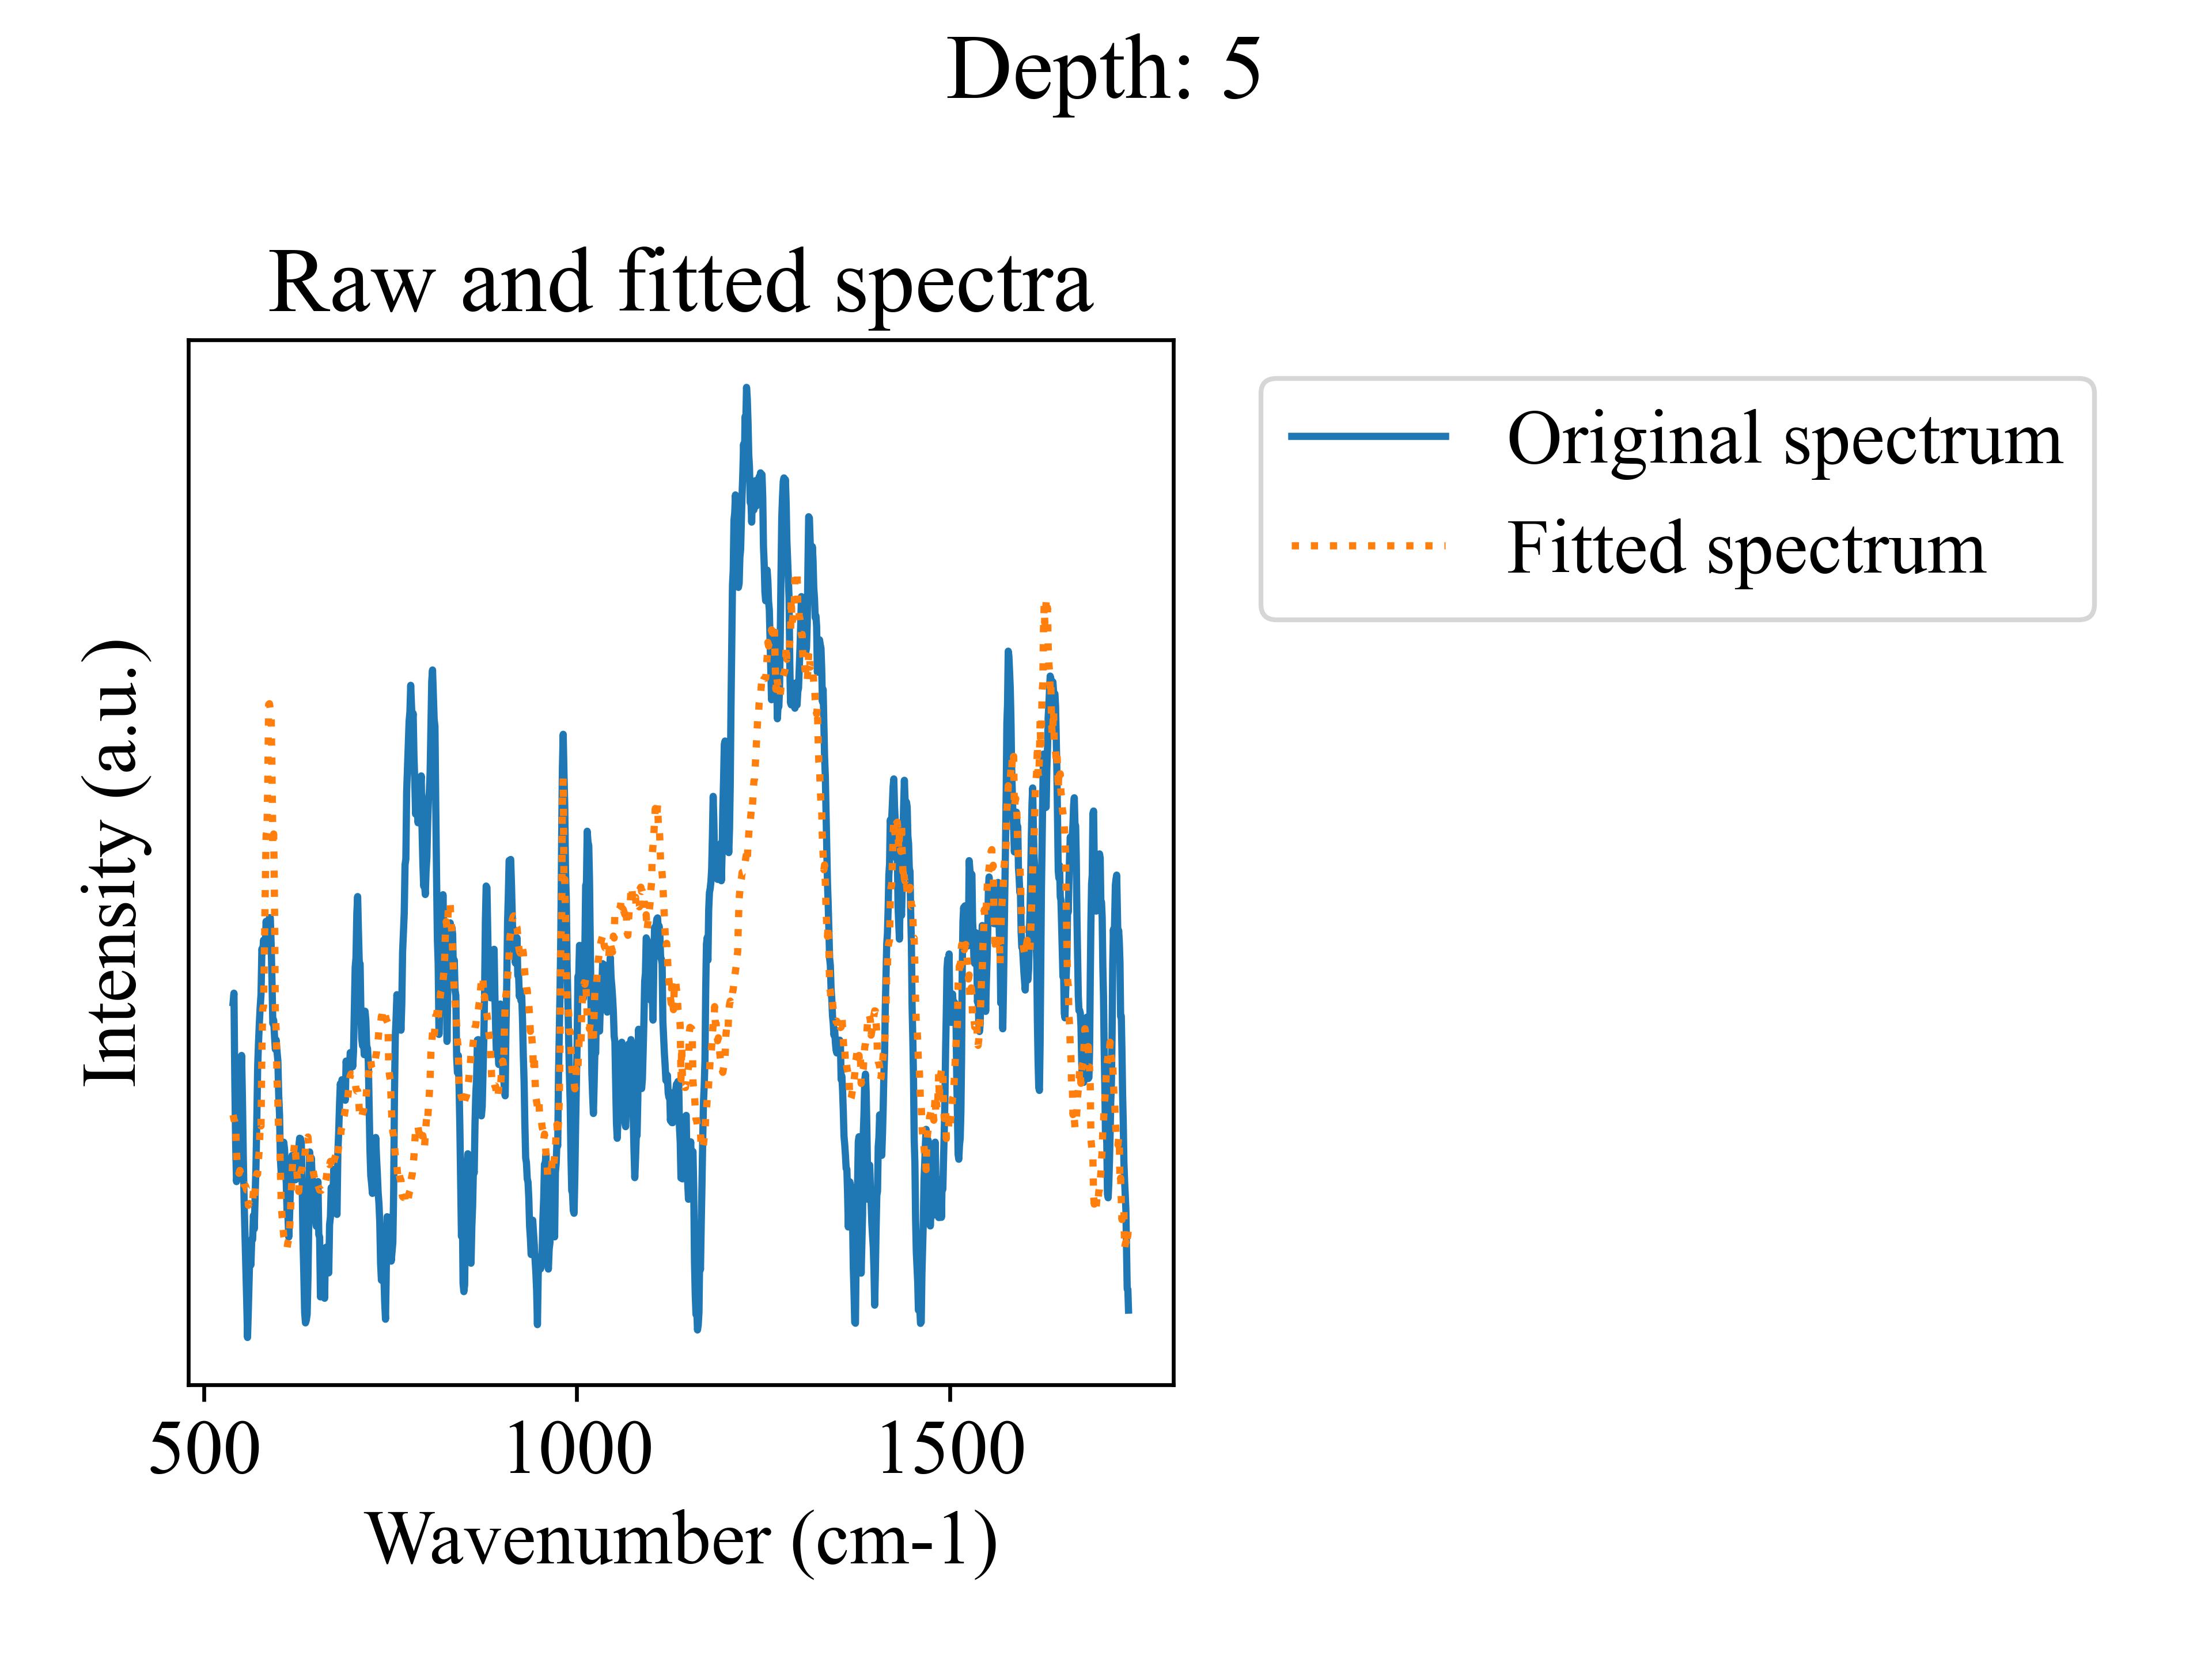 Depth: 5
Raw and fitted spectra
Original spectrum
Fitted spectrum
Intensity (a.u.)
500 1000 1500
Wavenumber (cm-1)